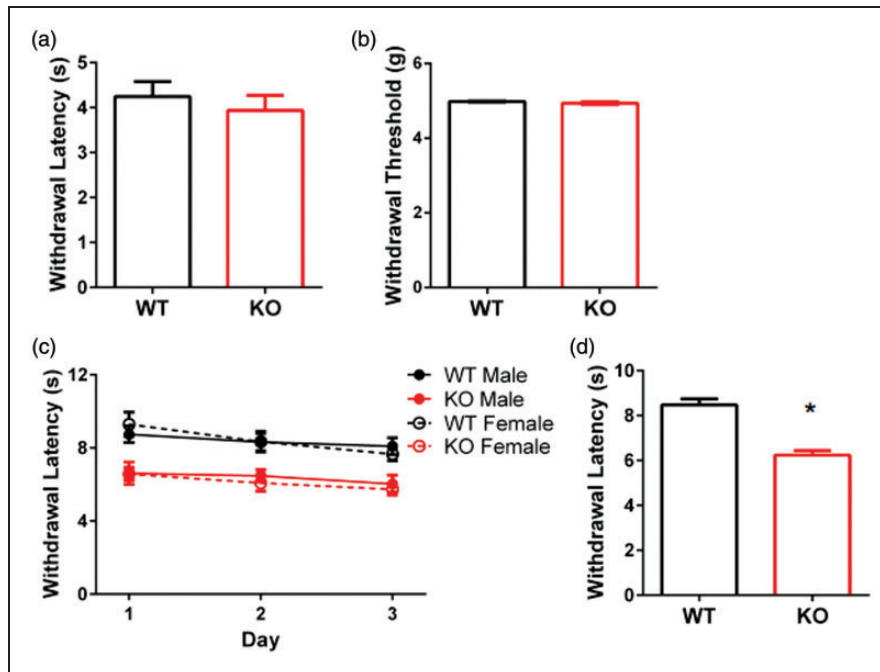 (a)
Withdrawal Latency (s)
5
4
3
2
1
0
WT
KO
(b)
Withdrawal Threshold (g)
6
4
2
0
WT
KO
(c)
Withdrawal Latency (s)
12
8
4
0
1
2
3
Day
WT Male
KO Male
WT Female
KO Female
(d)
Withdrawal Latency (s)
10
8
6
4
2
0
*
WT
KO